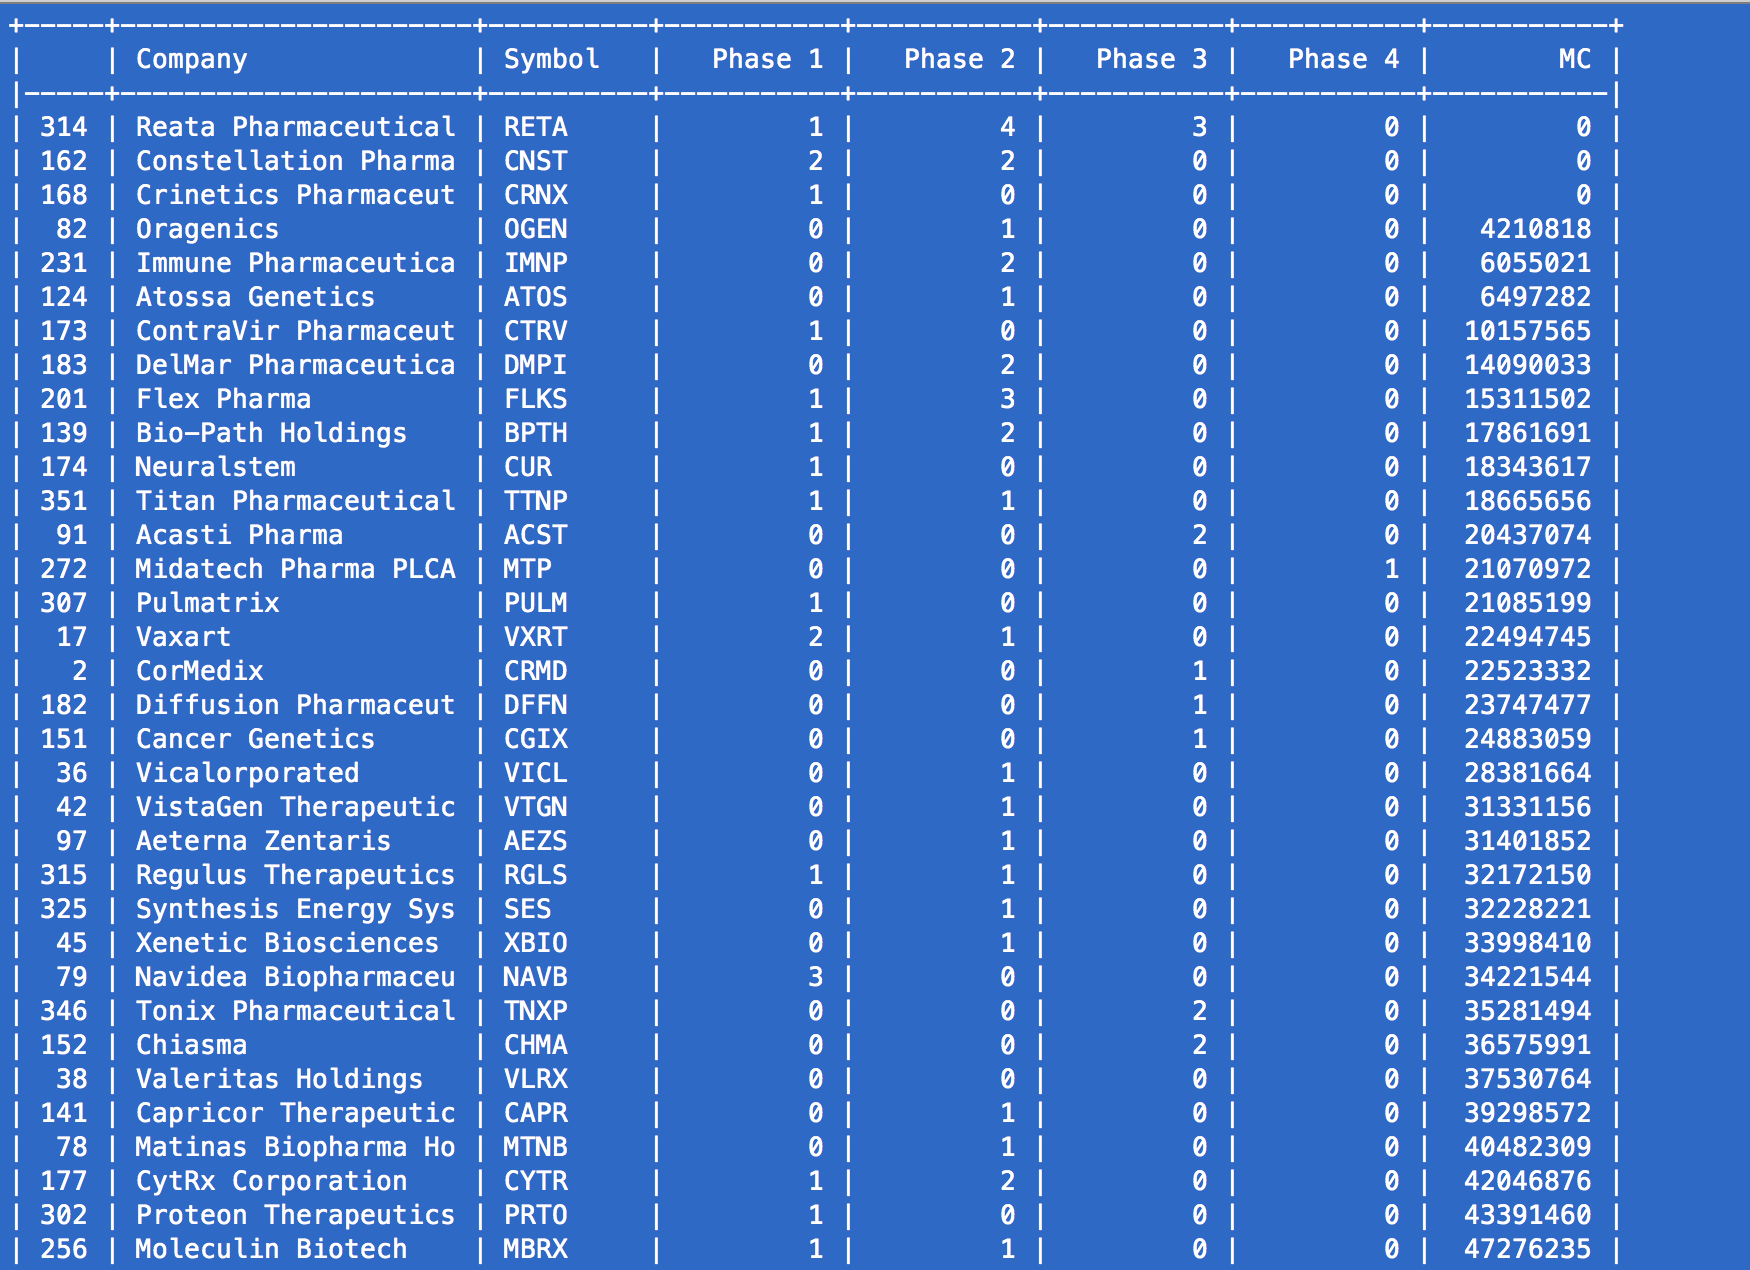 +-----+----------------------+----------+-----------+-----------+-----------+-----------+-----------+
|     | Company              | Symbol   |   Phase 1 |   Phase 2 |   Phase 3 |   Phase 4 |        MC |
|-----+----------------------+----------+-----------+-----------+-----------+-----------+-----------|
| 314 | Reata Pharmaceutical | RETA     |         1 |         4 |         3 |         0 |         0 |
| 162 | Constellation Pharma | CNST     |         2 |         2 |         0 |         0 |         0 |
| 168 | Crinetics Pharmaceut | CRNX     |         1 |         0 |         0 |         0 |         0 |
|  82 | Oragenics            | OGEN     |         0 |         1 |         0 |         0 |   4210818 |
| 231 | Immune Pharmaceutica | IMNP     |         0 |         2 |         0 |         0 |   6055021 |
| 124 | Atossa Genetics      | ATOS     |         0 |         1 |         0 |         0 |   6497282 |
| 173 | ContraVir Pharmaceut | CTRV     |         1 |         0 |         0 |         0 |  10157565 |
| 183 | DelMar Pharmaceutica | DMPI     |         0 |         2 |         0 |         0 |  14090033 |
| 201 | Flex Pharma          | FLKS     |         1 |         3 |         0 |         0 |  15311502 |
| 139 | Bio-Path Holdings    | BPTH     |         1 |         2 |         0 |         0 |  17861691 |
| 174 | Neuralstem           | CUR      |         1 |         0 |         0 |         0 |  18343617 |
| 351 | Titan Pharmaceutical | TTNP     |         1 |         1 |         0 |         0 |  18665656 |
|  91 | Acasti Pharma        | ACST     |         0 |         0 |         2 |         0 |  20437074 |
| 272 | Midatech Pharma PLCA | MTP      |         0 |         0 |         0 |         1 |  21070972 |
| 307 | Pulmatrix            | PULM     |         1 |         0 |         0 |         0 |  21085199 |
|  17 | Vaxart               | VXRT     |         2 |         1 |         0 |         0 |  22494745 |
|   2 | CorMedix             | CRMD     |         0 |         0 |         1 |         0 |  22523332 |
| 182 | Diffusion Pharmaceut | DFFN     |         0 |         0 |         1 |         0 |  23747477 |
| 151 | Cancer Genetics      | CGIX     |         0 |         0 |         1 |         0 |  24883059 |
|  36 | Vicalorporated       | VICL     |         0 |         1 |         0 |         0 |  28381664 |
|  42 | VistaGen Therapeutic | VTGN     |         0 |         1 |         0 |         0 |  31331156 |
|  97 | Aeterna Zentaris     | AEZS     |         0 |         1 |         0 |         0 |  31401852 |
| 315 | Regulus Therapeutics | RGLS     |         1 |         1 |         0 |         0 |  32172150 |
| 325 | Synthesis Energy Sys | SES      |         0 |         1 |         0 |         0 |  32228221 |
|  45 | Xenetic Biosciences  | XBIO     |         0 |         1 |         0 |         0 |  33998410 |
|  79 | Navidea Biopharmaceu | NAVB     |         3 |         0 |         0 |         0 |  34221544 |
| 346 | Tonix Pharmaceutical | TNXP     |         0 |         0 |         2 |         0 |  35281494 |
| 152 | Chiasma              | CHMA     |         0 |         0 |         2 |         0 |  36575991 |
|  38 | Valeritas Holdings   | VLRX     |         0 |         0 |         0 |         0 |  37530764 |
| 141 | Capricor Therapeutic | CAPR     |         0 |         1 |         0 |         0 |  39298572 |
|  78 | Matinas Biopharma Ho | MTNB     |         0 |         1 |         0 |         0 |  40482309 |
| 177 | CytRx Corporation    | CYTR     |         1 |         2 |         0 |         0 |  42046876 |
| 302 | Proteon Therapeutics | PRTO     |         1 |         0 |         0 |         0 |  43391460 |
| 256 | Moleculin Biotech    | MBRX     |         1 |         1 |         0 |         0 |  47276235 |